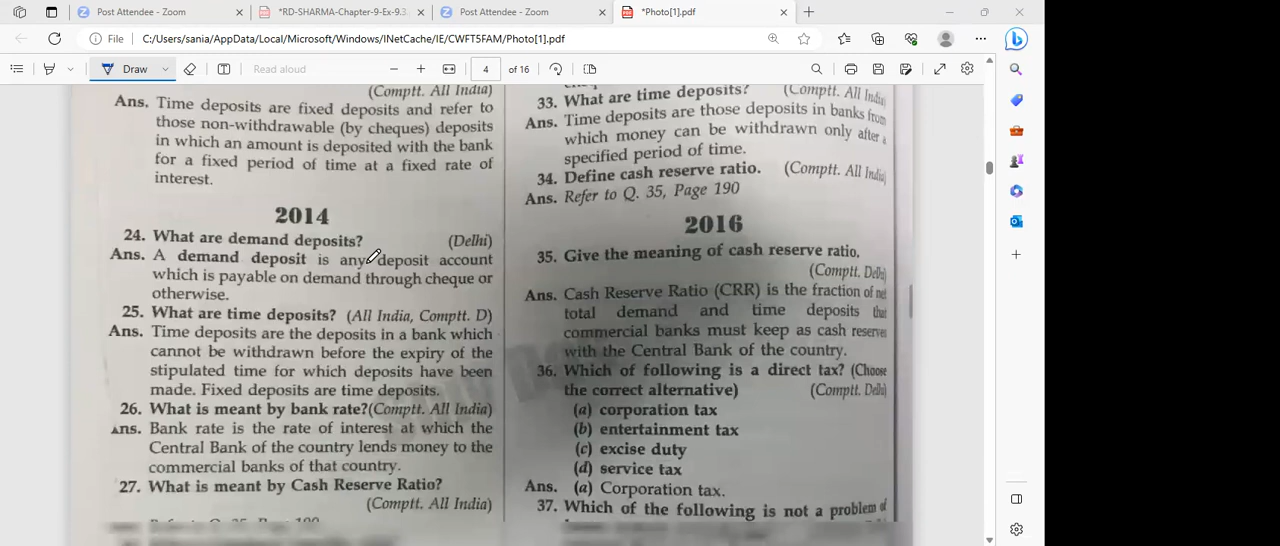 Post Attendee - Zoom
*RD-SHARMA-Chapter-9-Ex-9.3
Post Attendee - Zoom
*Photo[1].pdf
File
C:/Users/sania/AppData/Local/Microsoft/Windows/INetCache/IE/CWFT5FAM/Photo[1].pdf
Draw
Read aloud
4
of 16
(Comptt. All India)
Ans. Time deposits are fixed deposits and refer to
those non-withdrawable (by cheques) deposits
in which an amount is deposited with the bank
for a fixed period of time at a fixed rate of
interest.
2014
24. What are demand deposits? (Delhi)
Ans. A demand deposit is any deposit account
which is payable on demand through cheque or
otherwise.
25. What are time deposits? (All India, Comptt. D)
Ans. Time deposits are the deposits in a bank which
cannot be withdrawn before the expiry of the
stipulated time for which deposits have been
made. Fixed deposits are time deposits.
26. What is meant by bank rate?(Comptt. All India)
Ans. Bank rate is the rate of interest at which the
Central Bank of the country lends money to the
commercial banks of that country.
27. What is meant by Cash Reserve Ratio?
(Comptt. All India)
33. What are time deposits? (Comptt. All India)
Ans. Time deposits are those deposits in banks from
which money can be withdrawn only after a
specified period of time.
34. Define cash reserve ratio. (Comptt. All India)
Ans. Refer to Q. 35, Page 190
2016
35. Give the meaning of cash reserve ratio.
(Comptt. Delhi)
Ans. Cash Reserve Ratio (CRR) is the fraction of net
total demand and time deposits that
commercial banks must keep as cash reserves
with the Central Bank of the country.
36. Which of following is a direct tax? (Choose
the correct alternative) (Comptt. Delhi)
(a) corporation tax
(b) entertainment tax
(c) excise duty
(d) service tax
Ans. (a) Corporation tax.
37. Which of the following is not a problem of